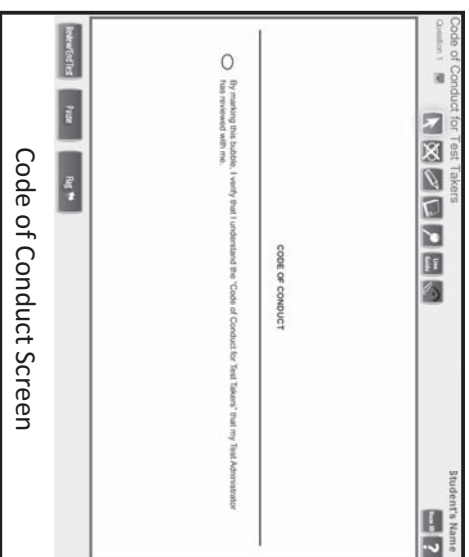 Code of Conduct for Test Takers
Student's Name
Question 1
Line Guide
?
CODE OF CONDUCT
By marking this bubble, I verify that I understand the "Code of Conduct for Test Takers" that my Test Administrator
has reviewed with me.
Review/End Test
Pause
Flag
Code of Conduct Screen